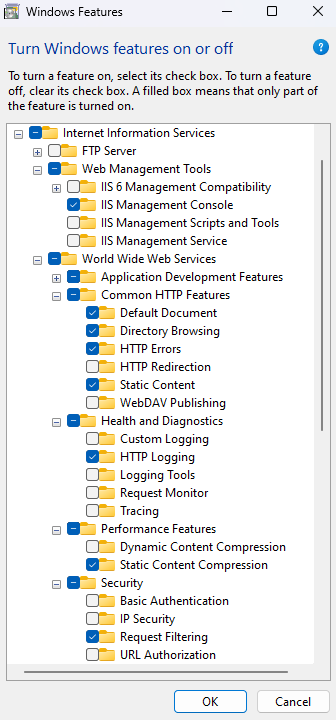 Windows Features
Turn Windows features on or off
?
To turn a feature on, select its check box. To turn a feature
off, clear its check box. A filled box means that only part of
the feature is turned on.
Internet Information Services
FTP Server
Web Management Tools
IIS 6 Management Compatibility
IIS Management Console
IIS Management Scripts and Tools
IIS Management Service
World Wide Web Services
Application Development Features
Common HTTP Features
Default Document
Directory Browsing
HTTP Errors
HTTP Redirection
Static Content
WebDAV Publishing
Health and Diagnostics
Custom Logging
HTTP Logging
Logging Tools
Request Monitor
Tracing
Performance Features
Dynamic Content Compression
Static Content Compression
Security
Basic Authentication
IP Security
Request Filtering
URL Authorization
OK
Cancel